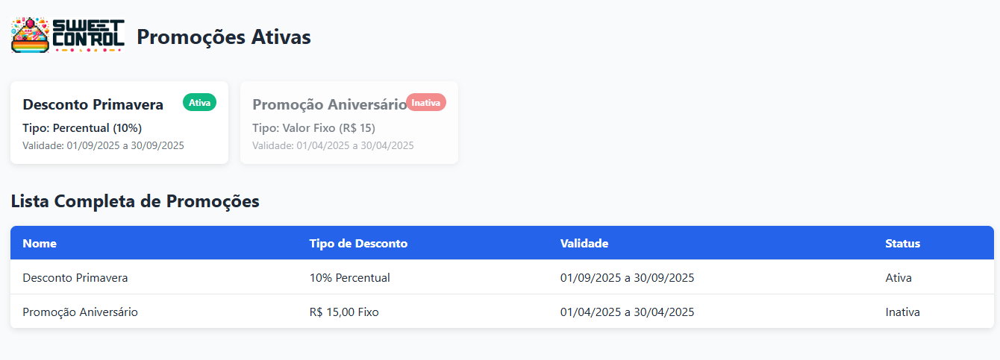 SWEET
CONTROL
Promoções Ativas
Desconto Primavera Ativa
Tipo: Percentual (10%)
Validade: 01/09/2025 a 30/09/2025
Promoção Aniversário Inativa
Tipo: Valor Fixo (R$ 15)
Validade: 01/04/2025 a 30/04/2025
Lista Completa de Promoções
Nome Tipo de Desconto Validade Status
Desconto Primavera 10% Percentual 01/09/2025 a 30/09/2025 Ativa
Promoção Aniversário R$ 15,00 Fixo 01/04/2025 a 30/04/2025 Inativa